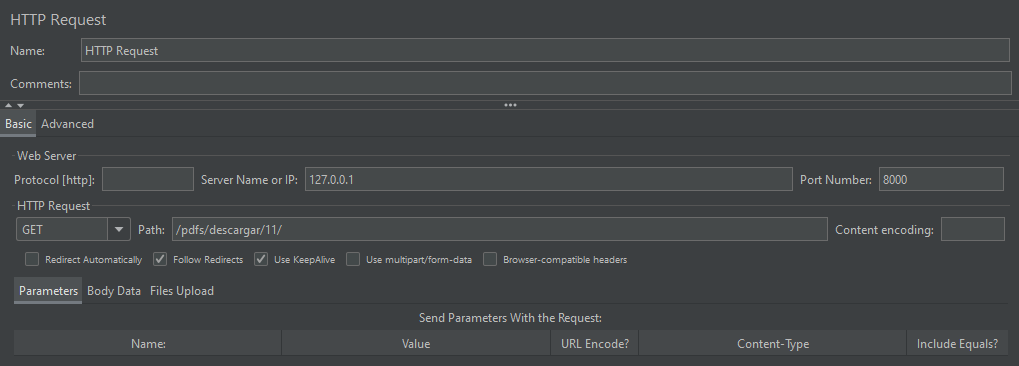 HTTP Request
Name: HTTP Request
Comments:
Basic Advanced
Web Server
Protocol [http]: Server Name or IP: 127.0.0.1 Port Number: 8000
HTTP Request
GET Path: /pdfs/descargar/11/ Content encoding:
Redirect Automatically Follow Redirects Use KeepAlive Use multipart/form-data Browser-compatible headers
Parameters Body Data Files Upload
Send Parameters With the Request:
Name: Value URL Encode? Content-Type Include Equals?